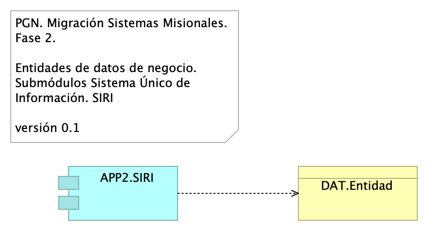 PGN. Migración Sistemas Misionales.
Fase 2.
Entidades de datos de negocio.
Submódulos Sistema Único de
Información. SIRI
versión 0.1
APP2.SIRI
DAT.Entidad